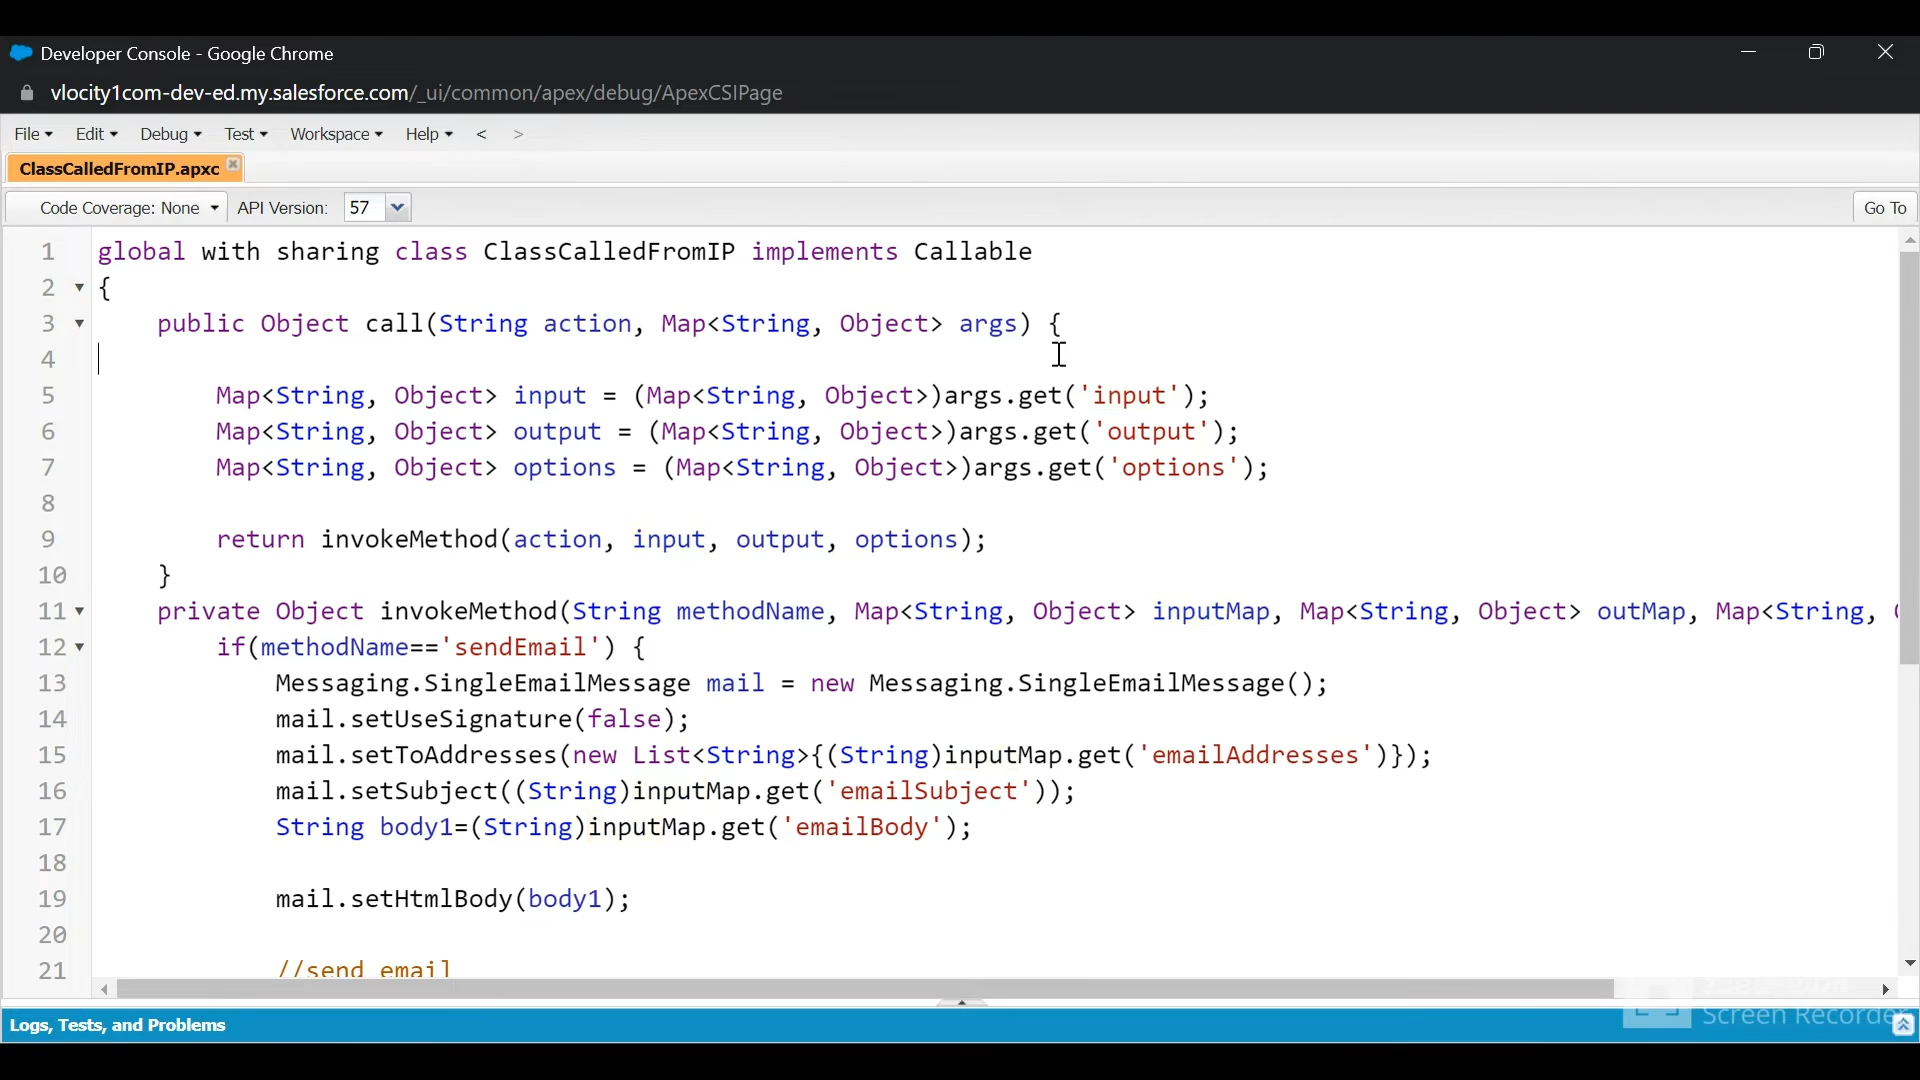 Developer Console - Google Chrome
vlocity1com-dev-ed.my.salesforce.com/_ui/common/apex/debug/ApexCSIPage
File Edit Debug Test Workspace Help < >
ClassCalledFromIP.apxc
Code Coverage: None API Version: 57 Go To
1 global with sharing class ClassCalledFromIP implements Callable
2 {
3 public Object call(String action, Map<String, Object> args) {
4
5 Map<String, Object> input = (Map<String, Object>)args.get('input');
6 Map<String, Object> output = (Map<String, Object>)args.get('output');
7 Map<String, Object> options = (Map<String, Object>)args.get('options');
8
9 return invokeMethod(action, input, output, options);
10 }
11 private Object invokeMethod(String methodName, Map<String, Object> inputMap, Map<String, Object> outMap, Map<String,
12 if(methodName=='sendEmail') {
13 Messaging.SingleEmailMessage mail = new Messaging.SingleEmailMessage();
14 mail.setUseSignature(false);
15 mail.setToAddresses(new List<String>{(String)inputMap.get('emailAddresses')});
16 mail.setSubject((String)inputMap.get('emailSubject'));
17 String body1=(String)inputMap.get('emailBody');
18
19 mail.setHtmlBody(body1);
20
21 //send email
Logs, Tests, and Problems
Screen Recorder